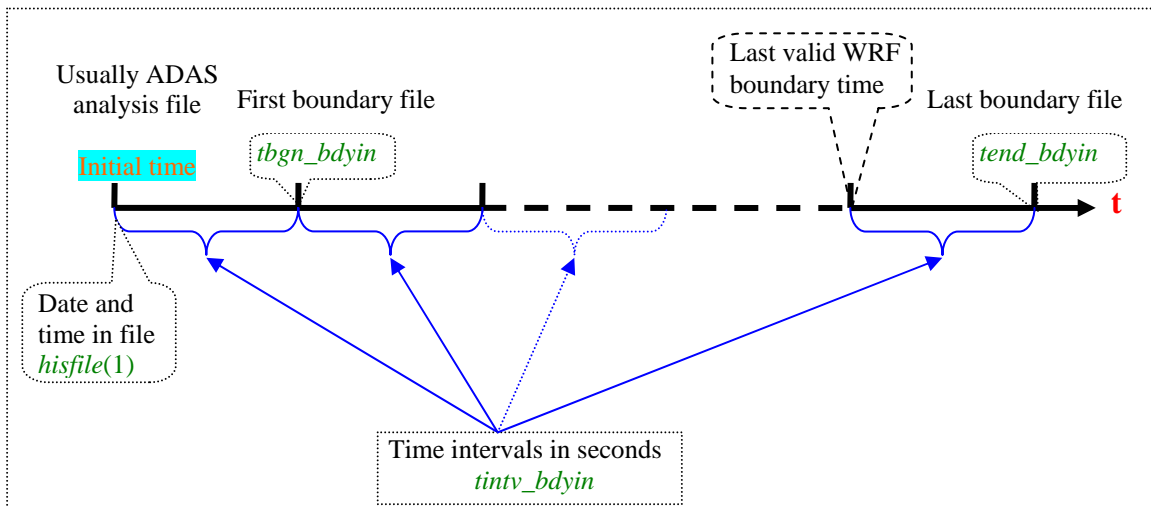 Usually ADAS
analysis file
First boundary file
Last valid WRF
boundary time
Last boundary file
Initial time
tbgn_bdyin
tend_bdyin
t
Date and
time in file
hisfile(1)
Time intervals in seconds
tintv_bdyin